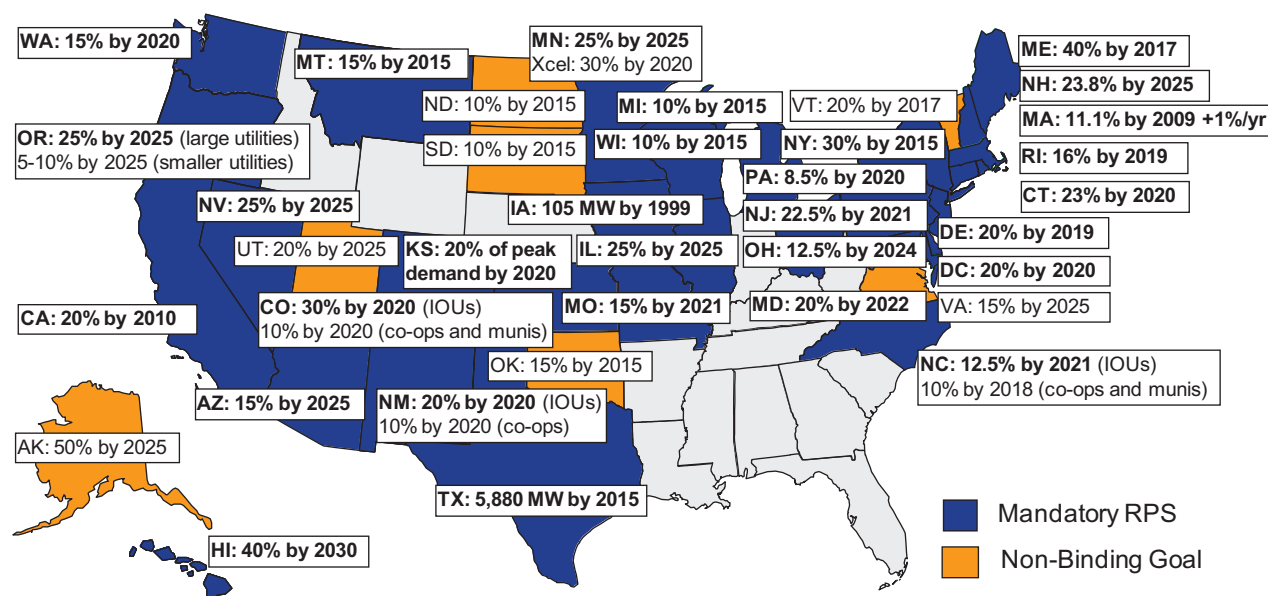 WA: 15% by 2020
MT: 15% by 2015
MN: 25% by 2025
Xcel: 30% by 2020
ME: 40% by 2017
NH: 23.8% by 2025
ND: 10% by 2015
MI: 10% by 2015
VT: 20% by 2017
MA: 11.1% by 2009 +1%/yr
OR: 25% by 2025 (large utilities)
5-10% by 2025 (smaller utilities)
SD: 10% by 2015
WI: 10% by 2015
NY: 30% by 2015
RI: 16% by 2019
PA: 8.5% by 2020
CT: 23% by 2020
NV: 25% by 2025
IA: 105 MW by 1999
NJ: 22.5% by 2021
DE: 20% by 2019
UT: 20% by 2025
KS: 20% of peak
demand by 2020
IL: 25% by 2025
OH: 12.5% by 2024
DC: 20% by 2020
CO: 30% by 2020 (IOUs)
10% by 2020 (co-ops and munis)
MO: 15% by 2021
MD: 20% by 2022
VA: 15% by 2025
CA: 20% by 2010
OK: 15% by 2015
NC: 12.5% by 2021 (IOUs)
10% by 2018 (co-ops and munis)
AZ: 15% by 2025
NM: 20% by 2020 (IOUs)
10% by 2020 (co-ops)
AK: 50% by 2025
TX: 5,880 MW by 2015
HI: 40% by 2030
Mandatory RPS
Non-Binding Goal